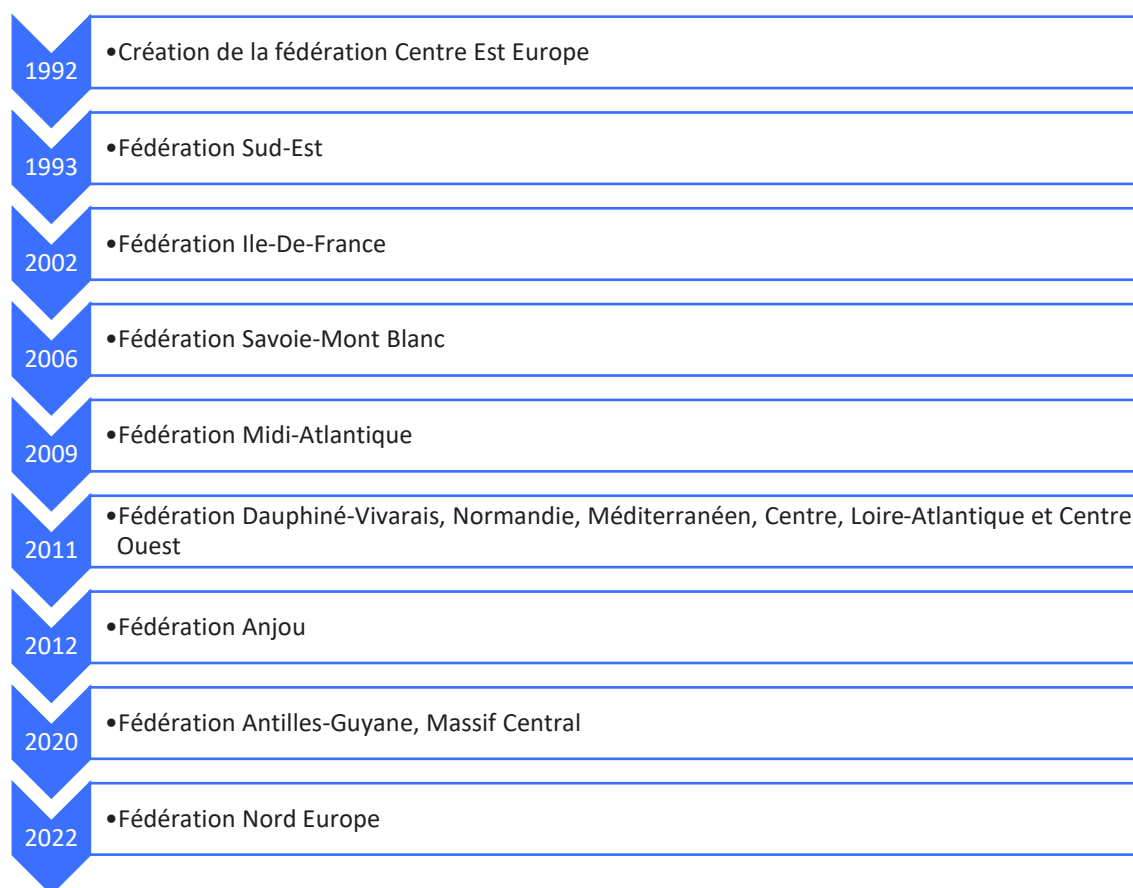 1992
•Création de la fédération Centre Est Europe
1993
•Fédération Sud-Est
2002
•Fédération Ile-De-France
2006
•Fédération Savoie-Mont Blanc
2009
•Fédération Midi-Atlantique
2011
•Fédération Dauphiné-Vivarais, Normandie, Méditerranéen, Centre, Loire-Atlantique et Centre
Ouest
2012
•Fédération Anjou
2020
•Fédération Antilles-Guyane, Massif Central
2022
•Fédération Nord Europe